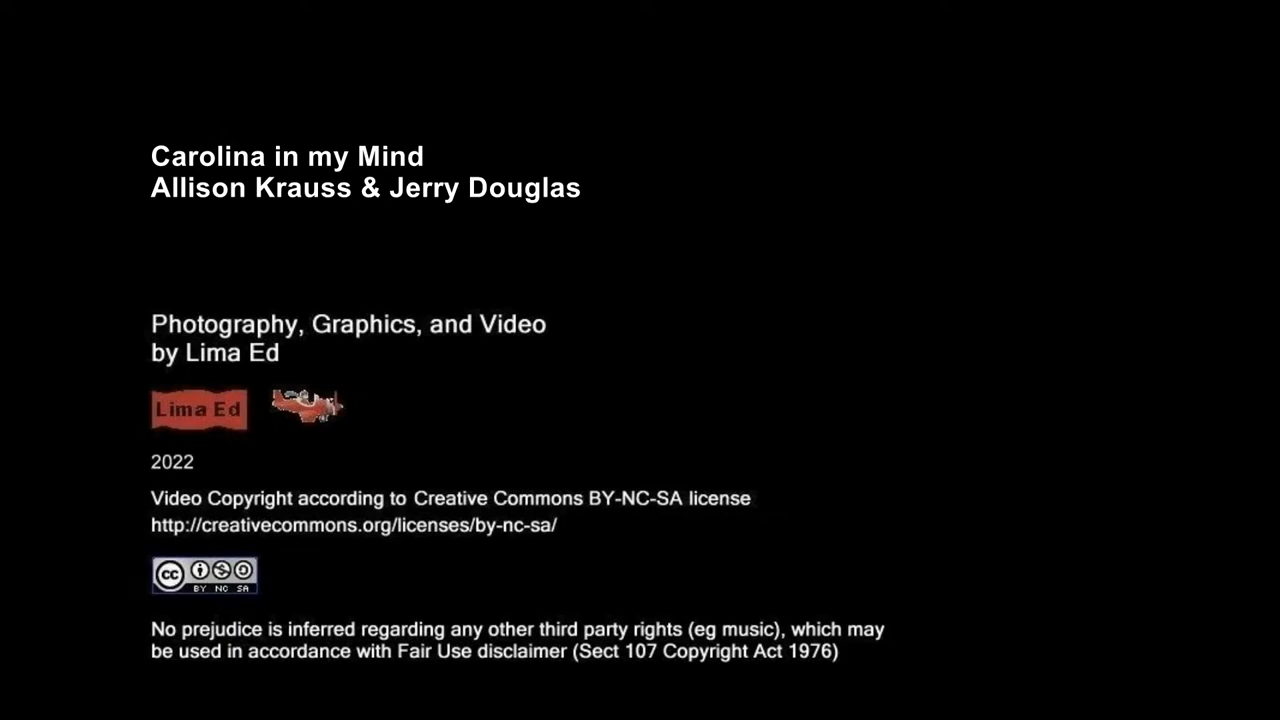 Carolina in my Mind
Allison Krauss & Jerry Douglas
Photography, Graphics, and Video
by Lima Ed
Lima Ed
2022
Video Copyright according to Creative Commons BY-NC-SA license
http://creativecommons.org/licenses/by-nc-sa/
cc
BY NC SA
No prejudice is inferred regarding any other third party rights (eg music), which may
be used in accordance with Fair Use disclaimer (Sect 107 Copyright Act 1976)